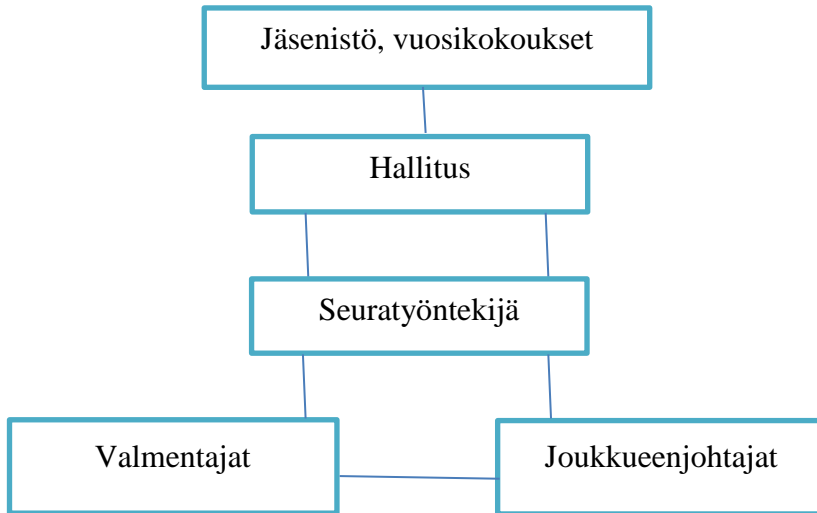 Jäsenistö, vuosikokoukset
Hallitus
Seuratyöntekijä
Valmentajat
Joukkueenjohtajat